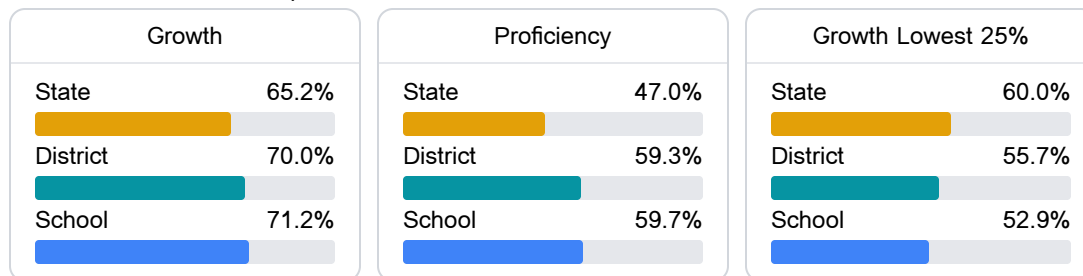 Growth
State 65.2%
District 70.0%
School 71.2%
Proficiency
State 47.0%
District 59.3%
School 59.7%
Growth Lowest 25%
State 60.0%
District 55.7%
School 52.9%